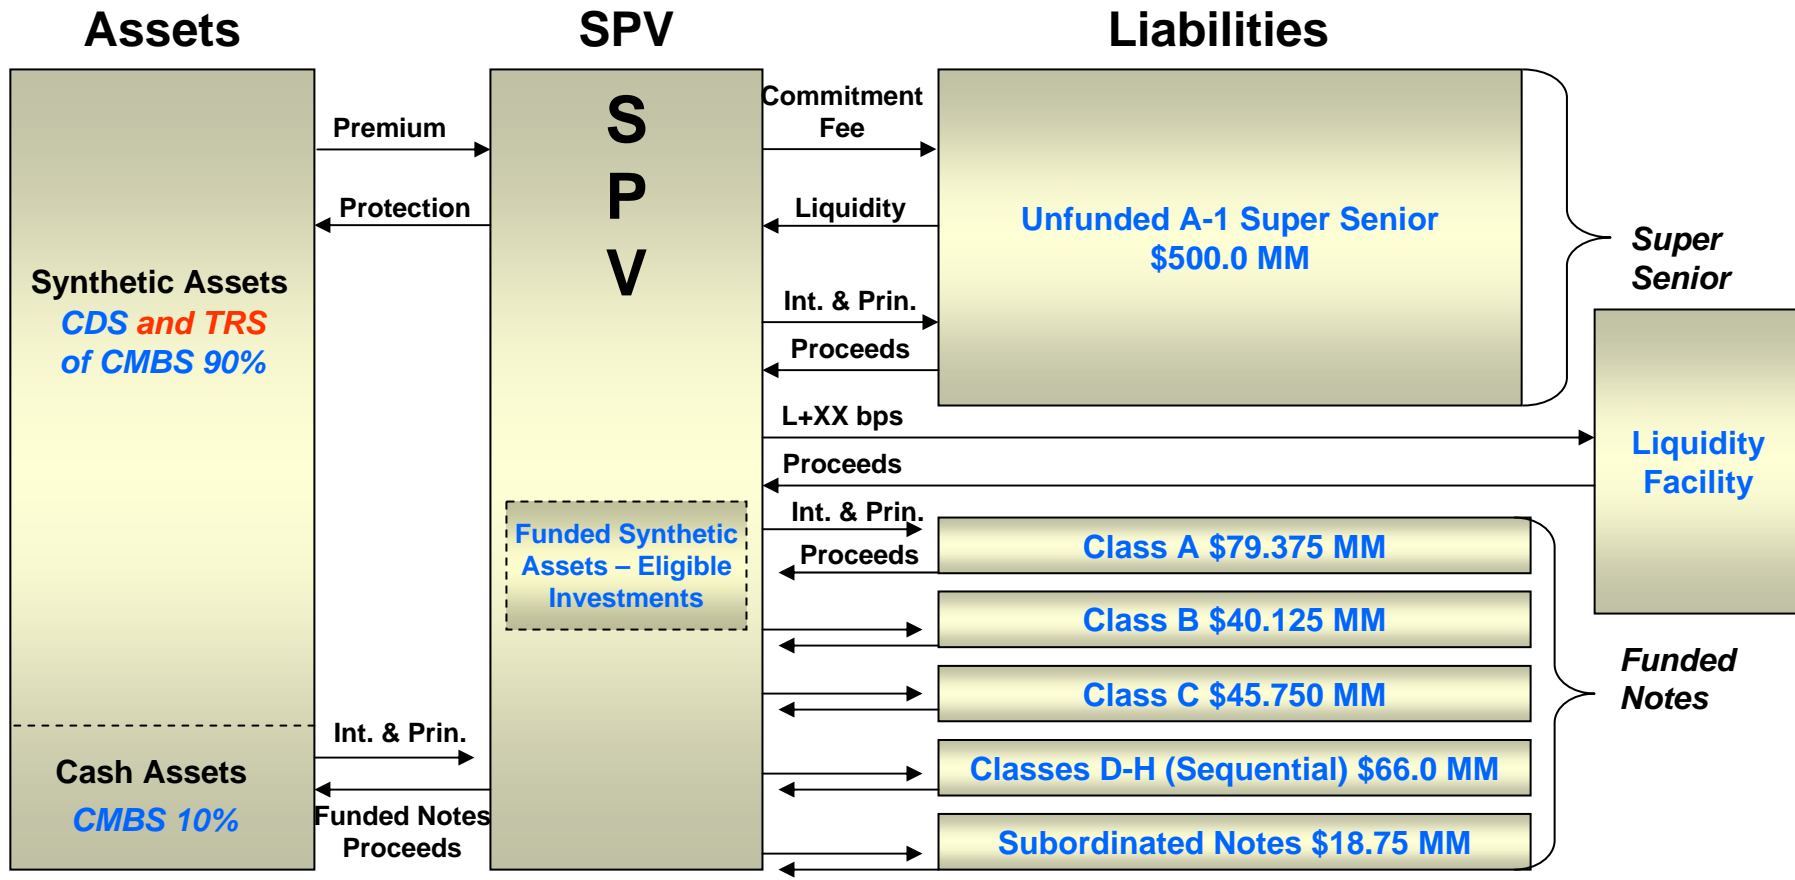 Assets
SPV
Liabilities
Premium
Protection
Synthetic Assets
CDS and TRS
of CMBS 90%
Int. & Prin.
Cash Assets
CMBS 10%
Funded Notes
Proceeds
S
P
V
Funded Synthetic
Assets – Eligible
Investments
Commitment
Fee
Liquidity
Int. & Prin.
Proceeds
L+XX bps
Proceeds
Int. & Prin.
Proceeds
Unfunded A-1 Super Senior
$500.0 MM
Super
Senior
Liquidity
Facility
Class A $79.375 MM
Class B $40.125 MM
Class C $45.750 MM
Classes D-H (Sequential) $66.0 MM
Subordinated Notes $18.75 MM
Funded
Notes